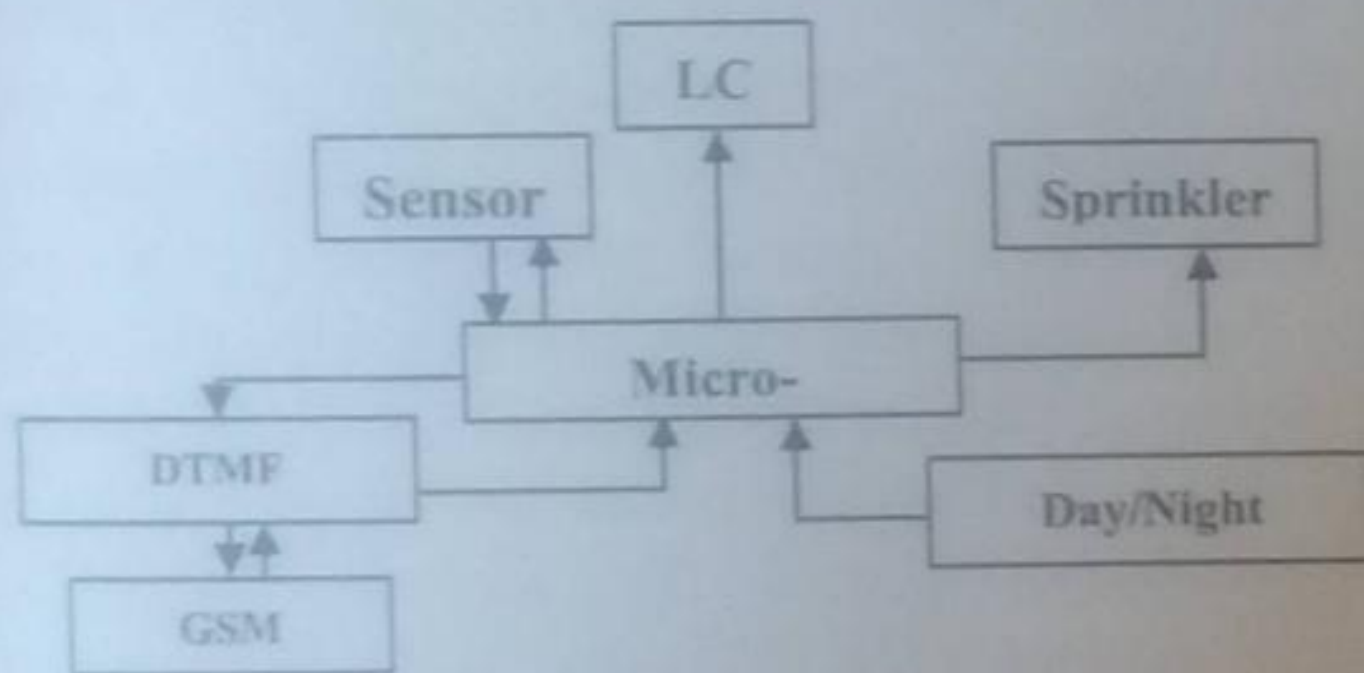 LC
Sensor
Sprinkler
Micro-
DTMF
Day/Night
GSM